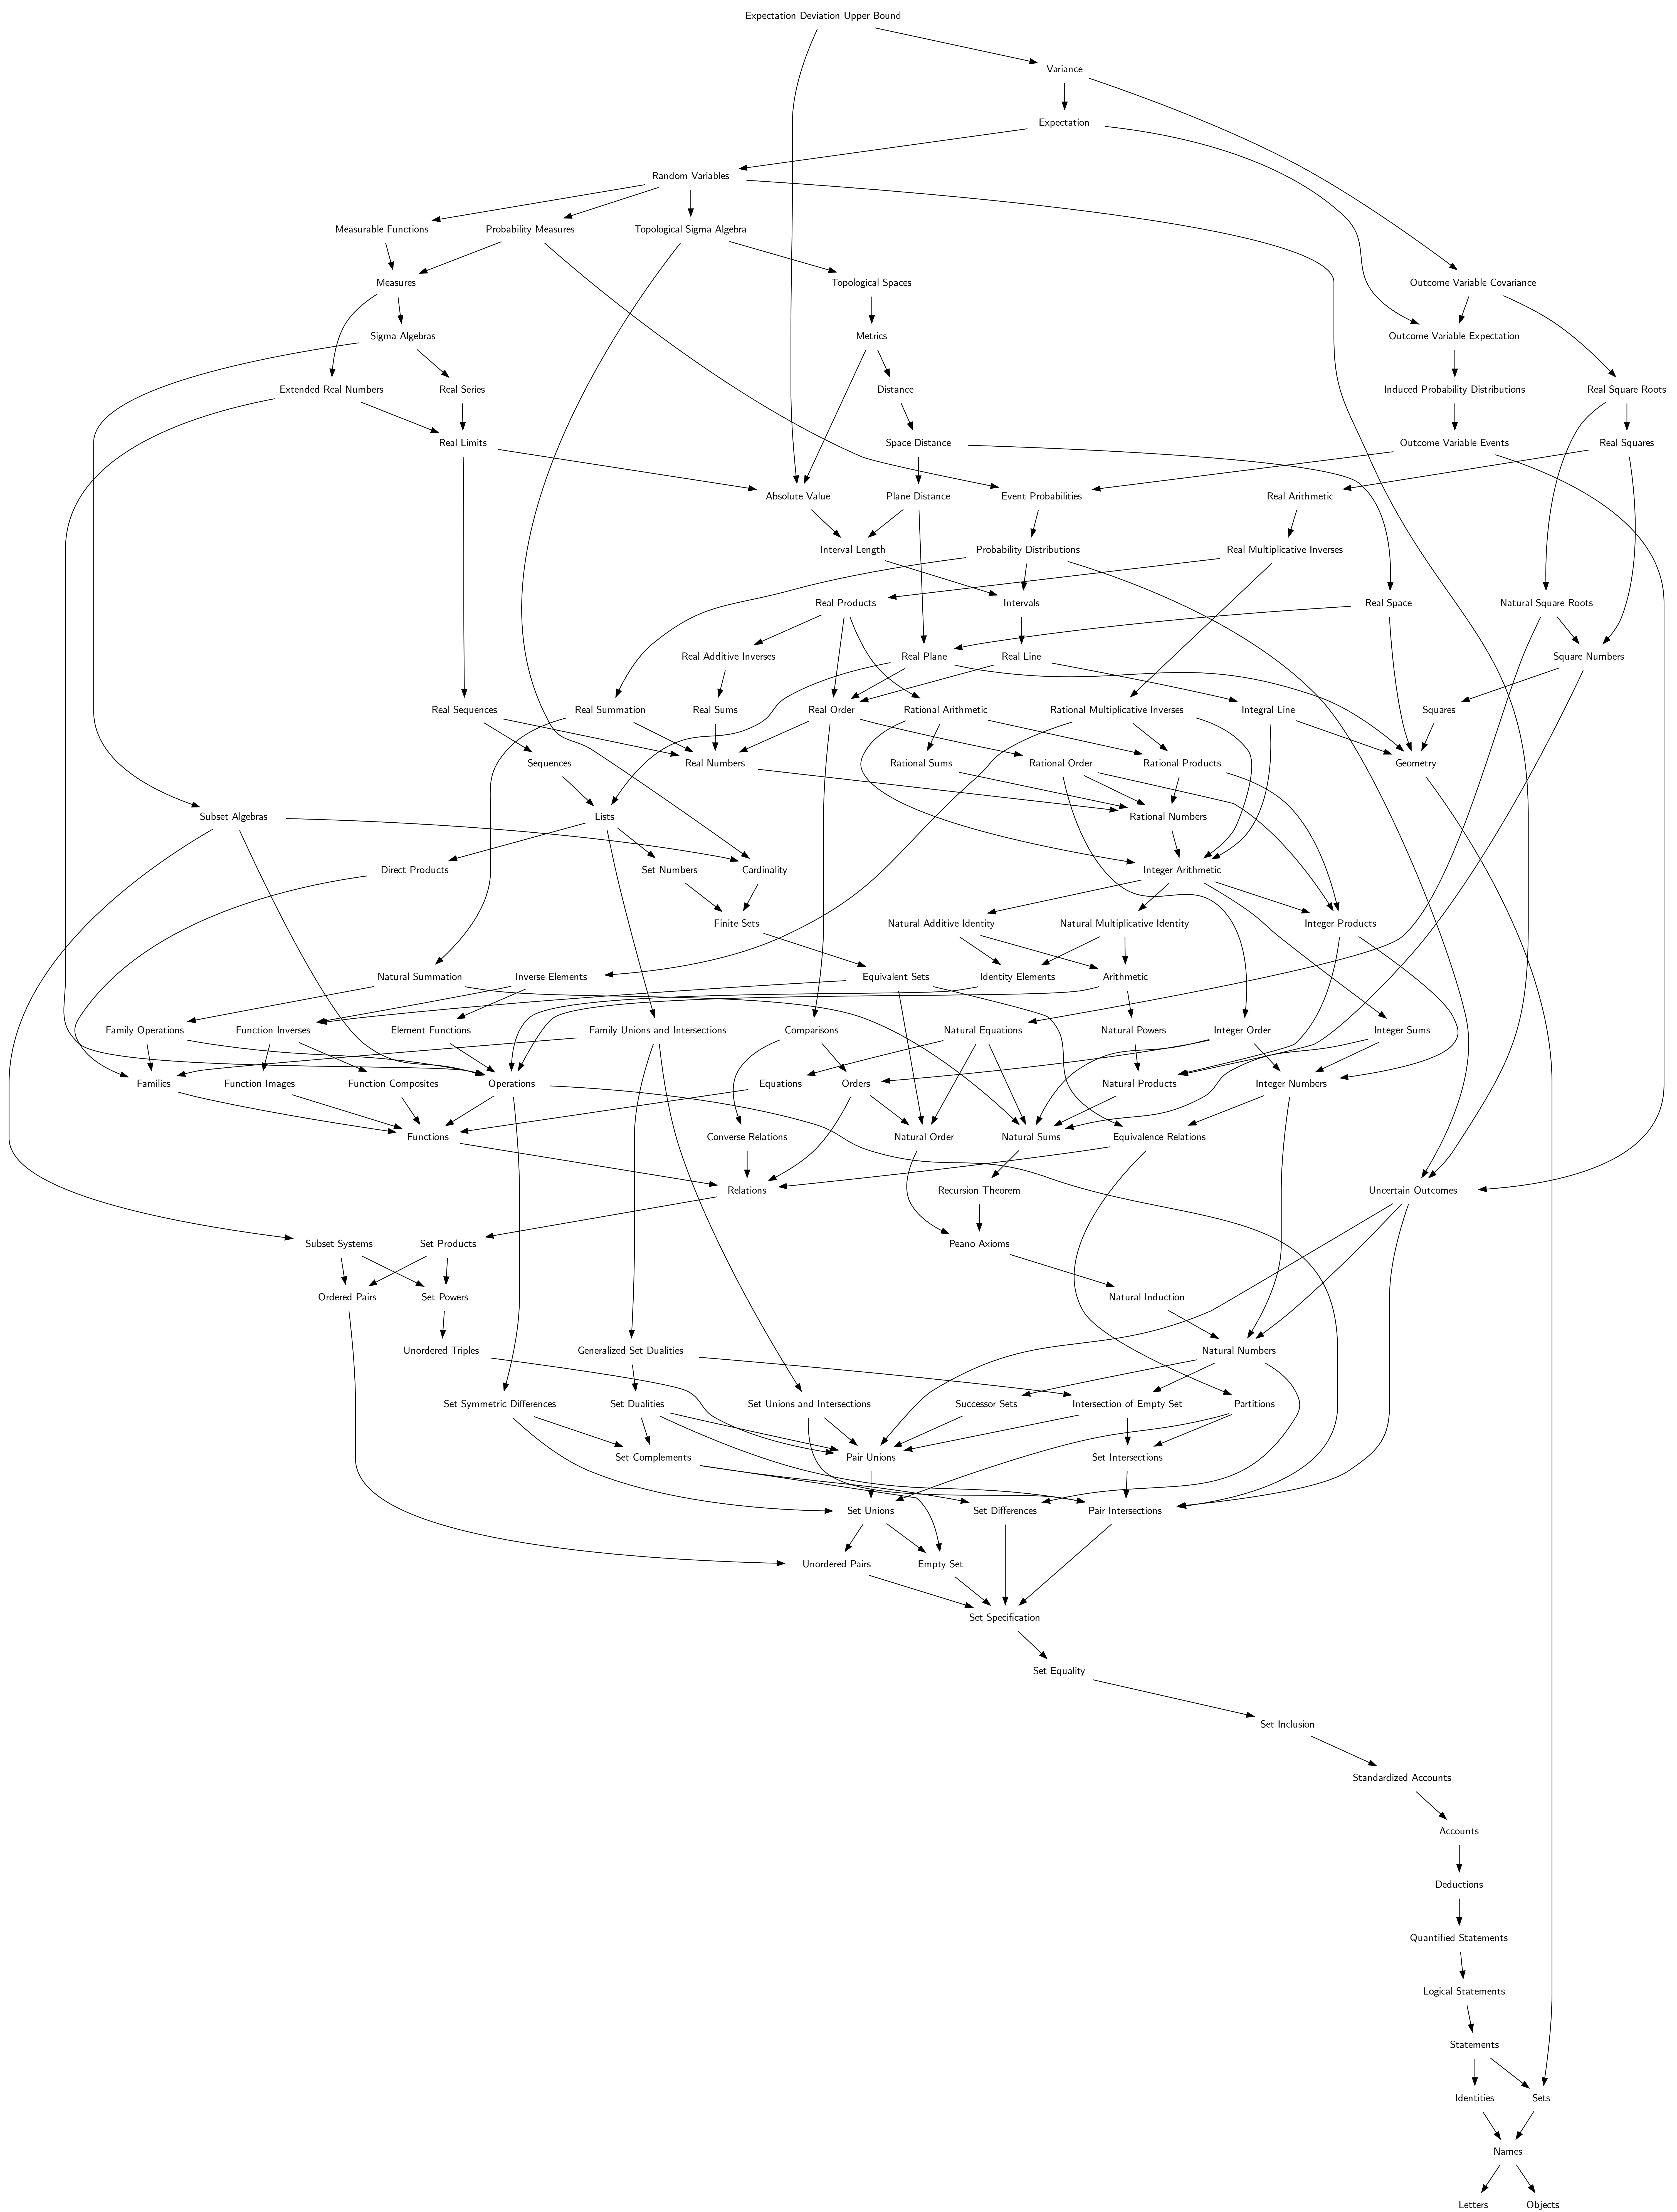 Expectation Deviation Upper Bound
Variance
Expectation
Random Variables
Measurable Functions
Probability Measures
Topological Sigma Algebra
Measures
Topological Spaces
Outcome Variable Covariance
Sigma Algebras
Metrics
Outcome Variable Expectation
Extended Real Numbers
Real Series
Distance
Induced Probability Distributions
Real Square Roots
Real Limits
Space Distance
Outcome Variable Events
Real Squares
Absolute Value
Plane Distance
Event Probabilities
Real Arithmetic
Interval Length
Probability Distributions
Real Multiplicative Inverses
Real Products
Intervals
Real Space
Natural Square Roots
Real Additive Inverses
Real Plane
Real Line
Square Numbers
Real Sequences
Real Summation
Real Sums
Real Order
Rational Arithmetic
Rational Multiplicative Inverses
Integral Line
Squares
Sequences
Real Numbers
Rational Sums
Rational Order
Rational Products
Geometry
Subset Algebras
Lists
Rational Numbers
Direct Products
Set Numbers
Cardinality
Integer Arithmetic
Finite Sets
Natural Additive Identity
Natural Multiplicative Identity
Integer Products
Natural Summation
Inverse Elements
Equivalent Sets
Identity Elements
Arithmetic
Family Operations
Function Inverses
Element Functions
Family Unions and Intersections
Comparisons
Natural Equations
Natural Powers
Integer Order
Integer Sums
Families
Function Images
Function Composites
Operations
Equations
Orders
Natural Products
Integer Numbers
Functions
Converse Relations
Natural Order
Natural Sums
Equivalence Relations
Relations
Recursion Theorem
Uncertain Outcomes
Subset Systems
Set Products
Peano Axioms
Ordered Pairs
Set Powers
Natural Induction
Unordered Triples
Generalized Set Dualities
Natural Numbers
Set Symmetric Differences
Set Dualities
Set Unions and Intersections
Successor Sets
Intersection of Empty Set
Partitions
Set Complements
Pair Unions
Set Intersections
Set Unions
Set Differences
Pair Intersections
Unordered Pairs
Empty Set
Set Specification
Set Equality
Set Inclusion
Standardized Accounts
Accounts
Deductions
Quantified Statements
Logical Statements
Statements
Identities
Sets
Names
Letters
Objects